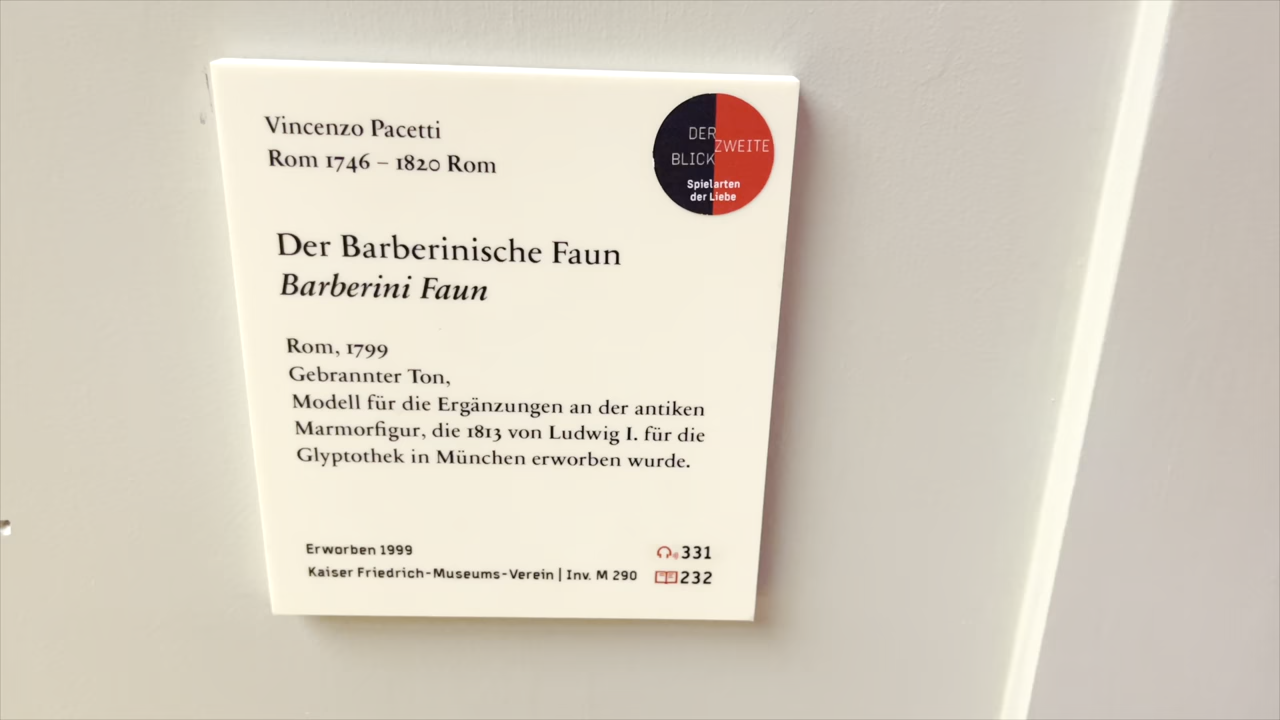 Vincenzo Pacetti
Rom 1746 – 1820 Rom
DER
ZWEITE
BLICK
Spielarten
der Liebe
Der Barberinische Faun
Barberini Faun
Rom, 1799
Gebrannter Ton,
Modell für die Ergänzungen an der antiken
Marmorfigur, die 1813 von Ludwig I. für die
Glyptothek in München erworben wurde.
Erworben 1999
Kaiser Friedrich-Museums-Verein | Inv. M 290
331
232